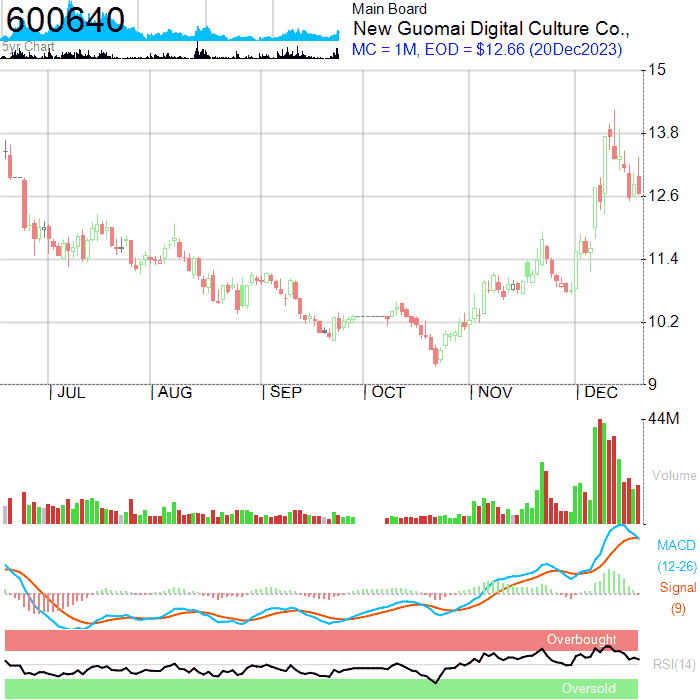 600640
5yr Chart
Main Board
New Guomai Digital Culture Co.,
MC = 1M, EOD = $12.66 (20Dec2023)
15
13.8
12.6
11.4
10.2
9
JUL
AUG
SEP
OCT
NOV
DEC
44M
Volume
MACD
(12-26)
Signal
(9)
Overbought
RSI(14)
Oversold